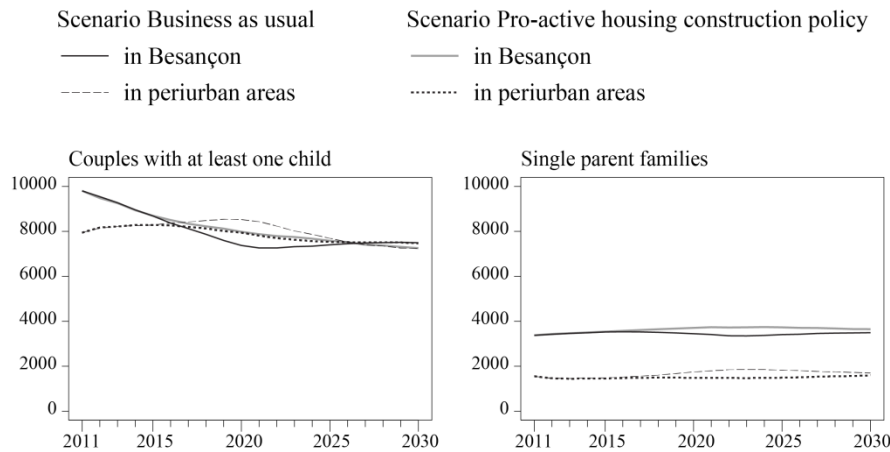 Scenario Business as usual
in Besançon
in periurban areas
Scenario Pro-active housing construction policy
in Besançon
in periurban areas
Couples with at least one child
10000
8000
6000
4000
2000
0
2011 2015 2020 2025 2030
Single parent families
10000
8000
6000
4000
2000
0
2011 2015 2020 2025 2030